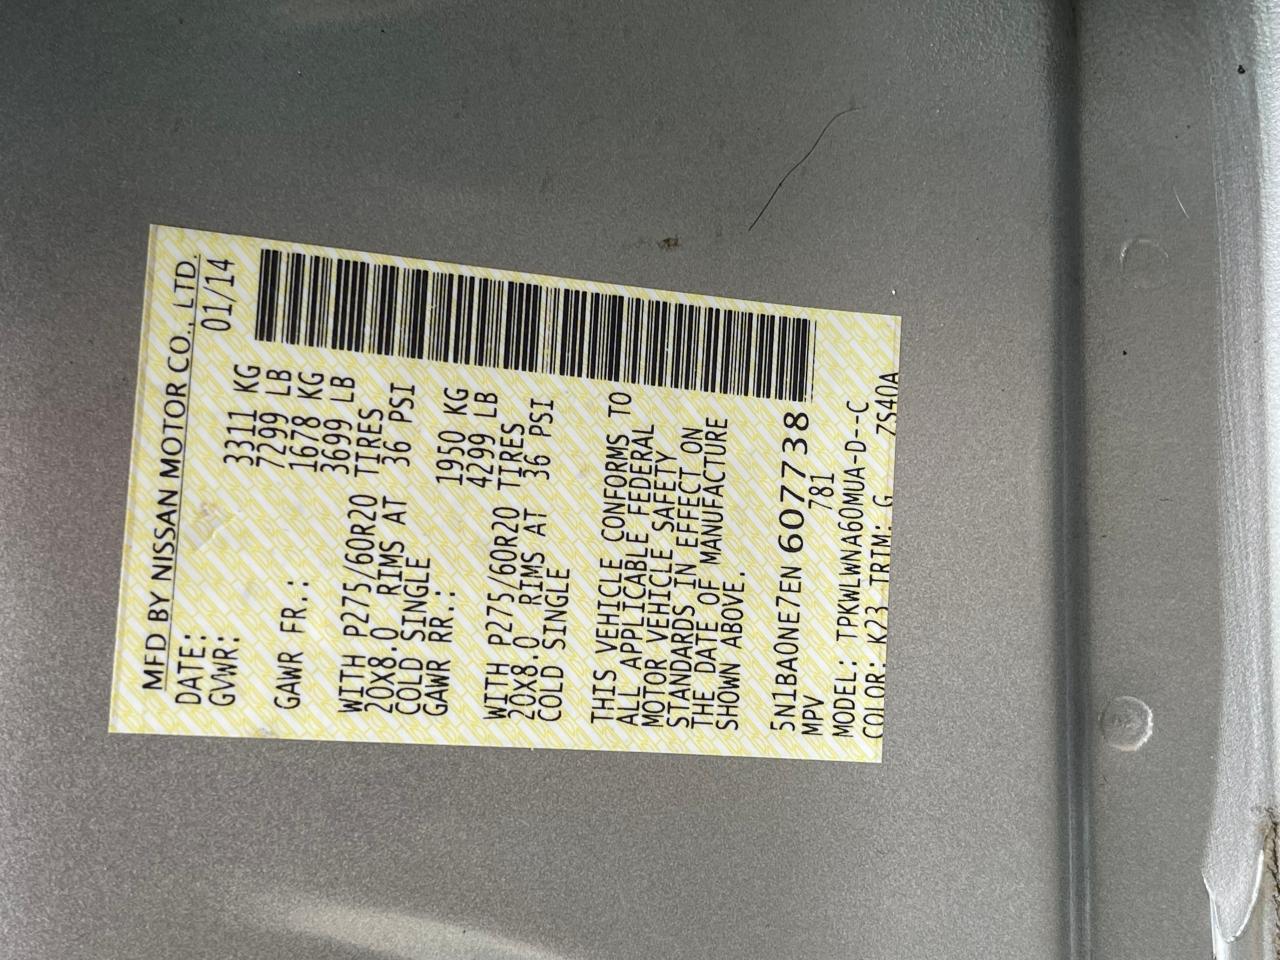 MFD BY NISSAN MOTOR CO., LTD.
DATE: 01/14
GVWR: 3311 KG
7299 LB
GAWR FR.: 1678 KG
3699 LB
WITH P275/60R20 TIRES
20X8.0 RIMS AT 36 PSI
COLD SINGLE
GAWR RR.: 1950 KG
4299 LB
WITH P275/60R20 TIRES
20X8.0 RIMS AT 36 PSI
COLD SINGLE
THIS VEHICLE CONFORMS TO
ALL APPLICABLE FEDERAL
MOTOR VEHICLE SAFETY
STANDARDS IN EFFECT ON
THE DATE OF MANUFACTURE
SHOWN ABOVE.
5N1BA0NE7EN607738
MPV 781
MODEL: TPKWLWNA60MUA-D--C
COLOR: K23 TRIM: G ZS40A